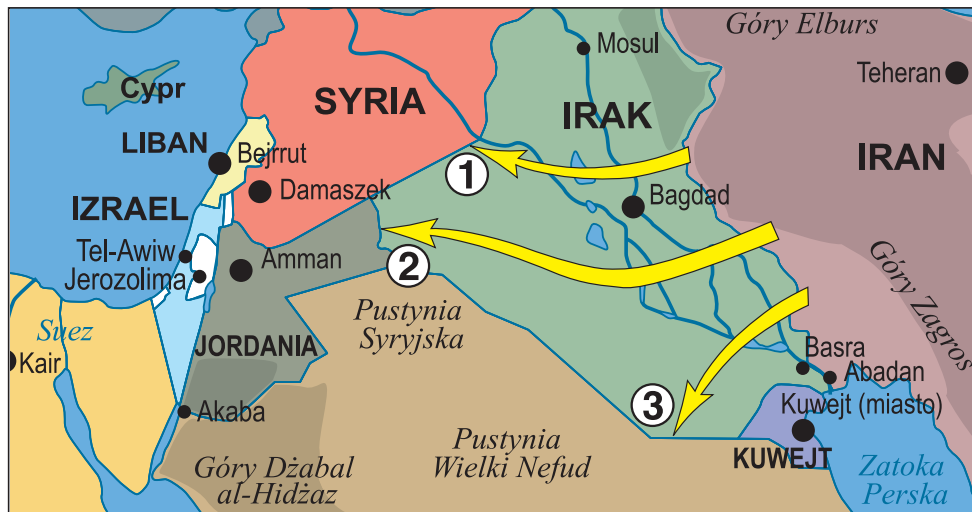 Góry Elburs
Mosul
Teheran
Cypr
SYRIA
IRAK
LIBAN
Bejrrut
IRAN
1
Damaszek
Bagdad
IZRAEL
Tel-Awiw
Jerozolima
Amman
2
Góry Zagros
Pustynia
Syryjska
Suez
Kair
JORDANIA
Basra
Abadan
Akaba
3
Kuwejt (miasto)
KUWEJT
Pustynia
Wielki Nefud
Góry Dżabal
al-Hidżaz
Zatoka
Perska